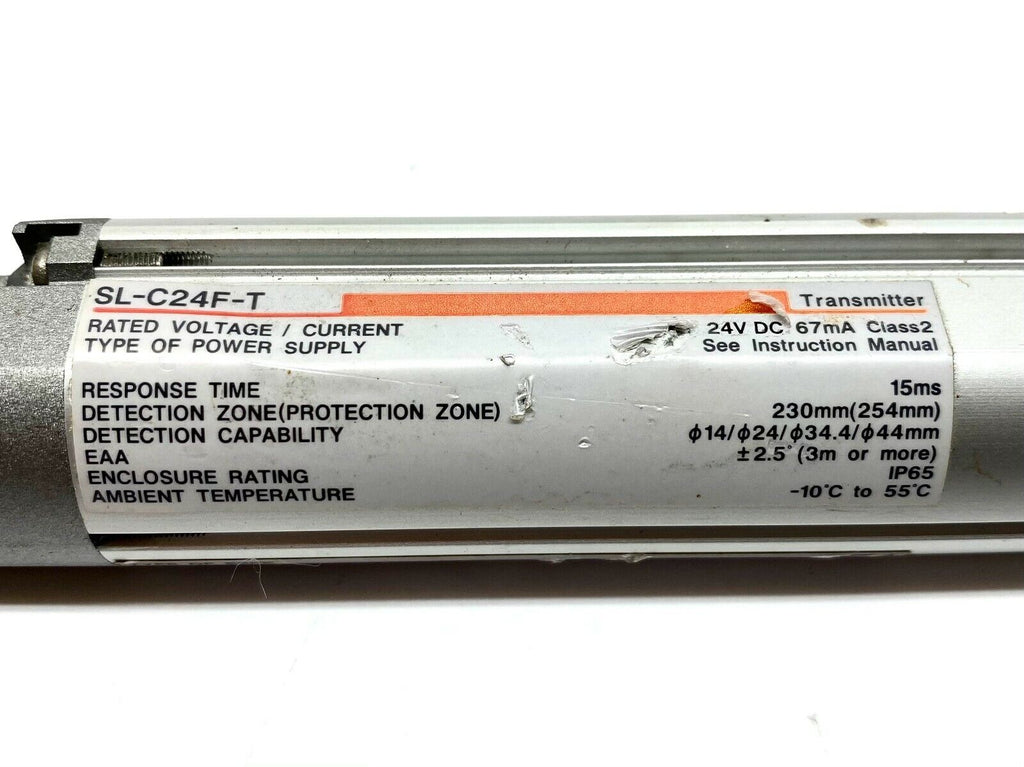 SL-C24F-T Transmitter
RATED VOLTAGE / CURRENT 24V DC 67mA Class2
TYPE OF POWER SUPPLY See Instruction Manual
RESPONSE TIME 15ms
DETECTION ZONE(PROTECTION ZONE) 230mm(254mm)
DETECTION CAPABILITY ϕ14/ϕ24/ϕ34.4/ϕ44mm
EAA ±2.5°(3m or more)
ENCLOSURE RATING IP65
AMBIENT TEMPERATURE -10°C to 55°C